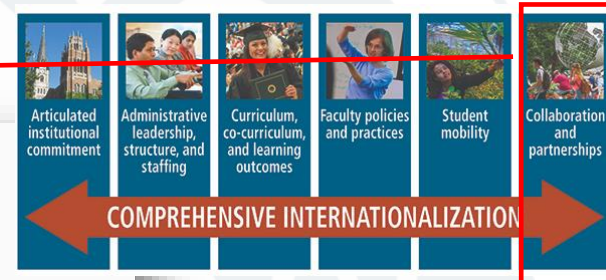 Articulated
institutional
commitment
Administrative
leadership,
structure, and
staffing
Curriculum,
co-curriculum,
and learning
outcomes
Faculty policies
and practices
Student
mobility
Collaboration
and
partnerships
COMPREHENSIVE INTERNATIONALIZATION